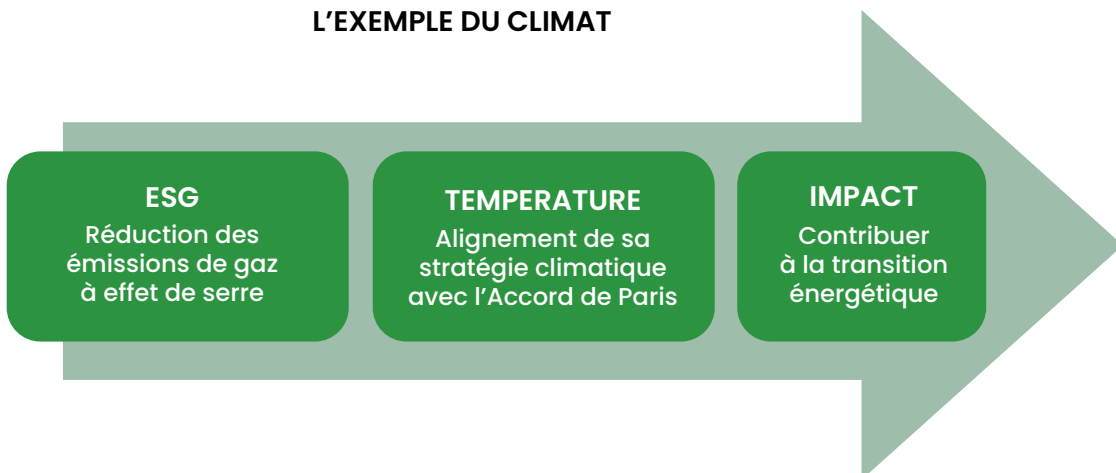 L'EXEMPLE DU CLIMAT
ESG
Réduction des
émissions de gaz
à effet de serre
TEMPERATURE
Alignement de sa
stratégie climatique
avec l'Accord de Paris
IMPACT
Contribuer
à la transition
énergétique